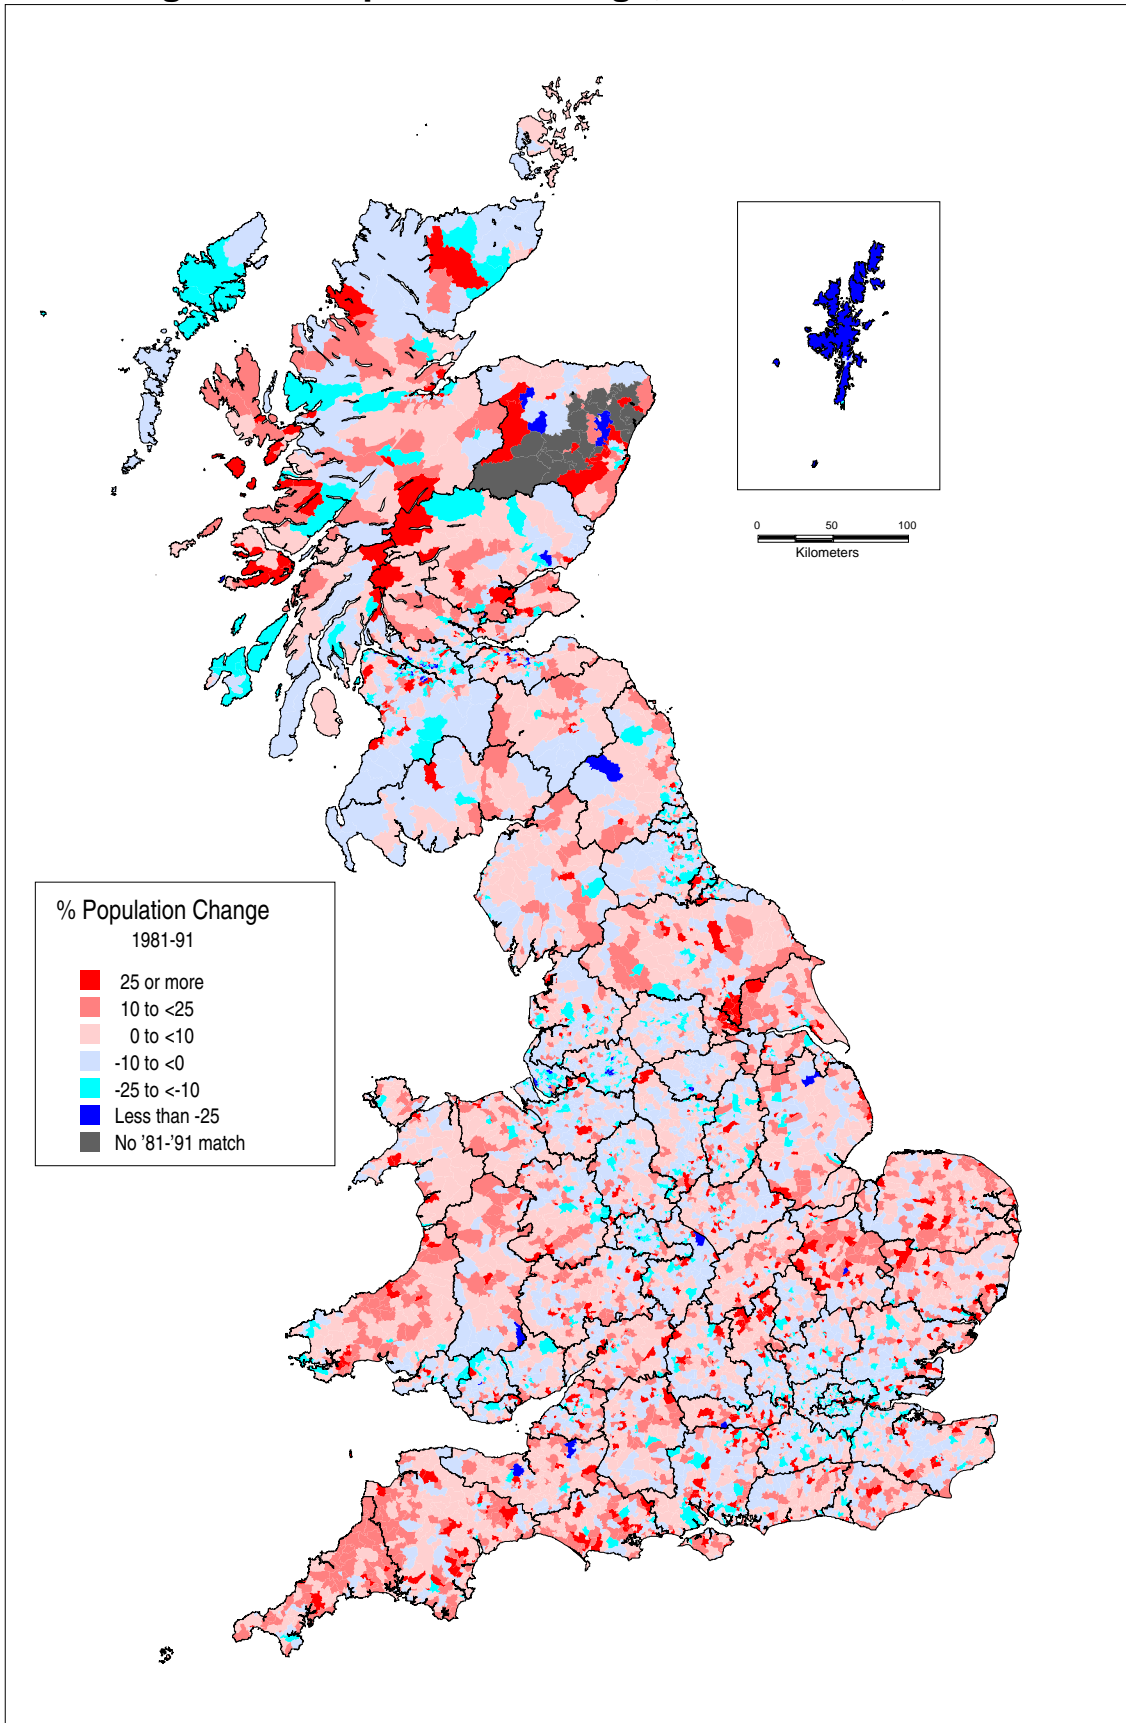 0 50 100
Kilometers
% Population Change
1981-91
25 or more
10 to <25
0 to <10
-10 to <0
-25 to <-10
Less than -25
No '81-'91 match